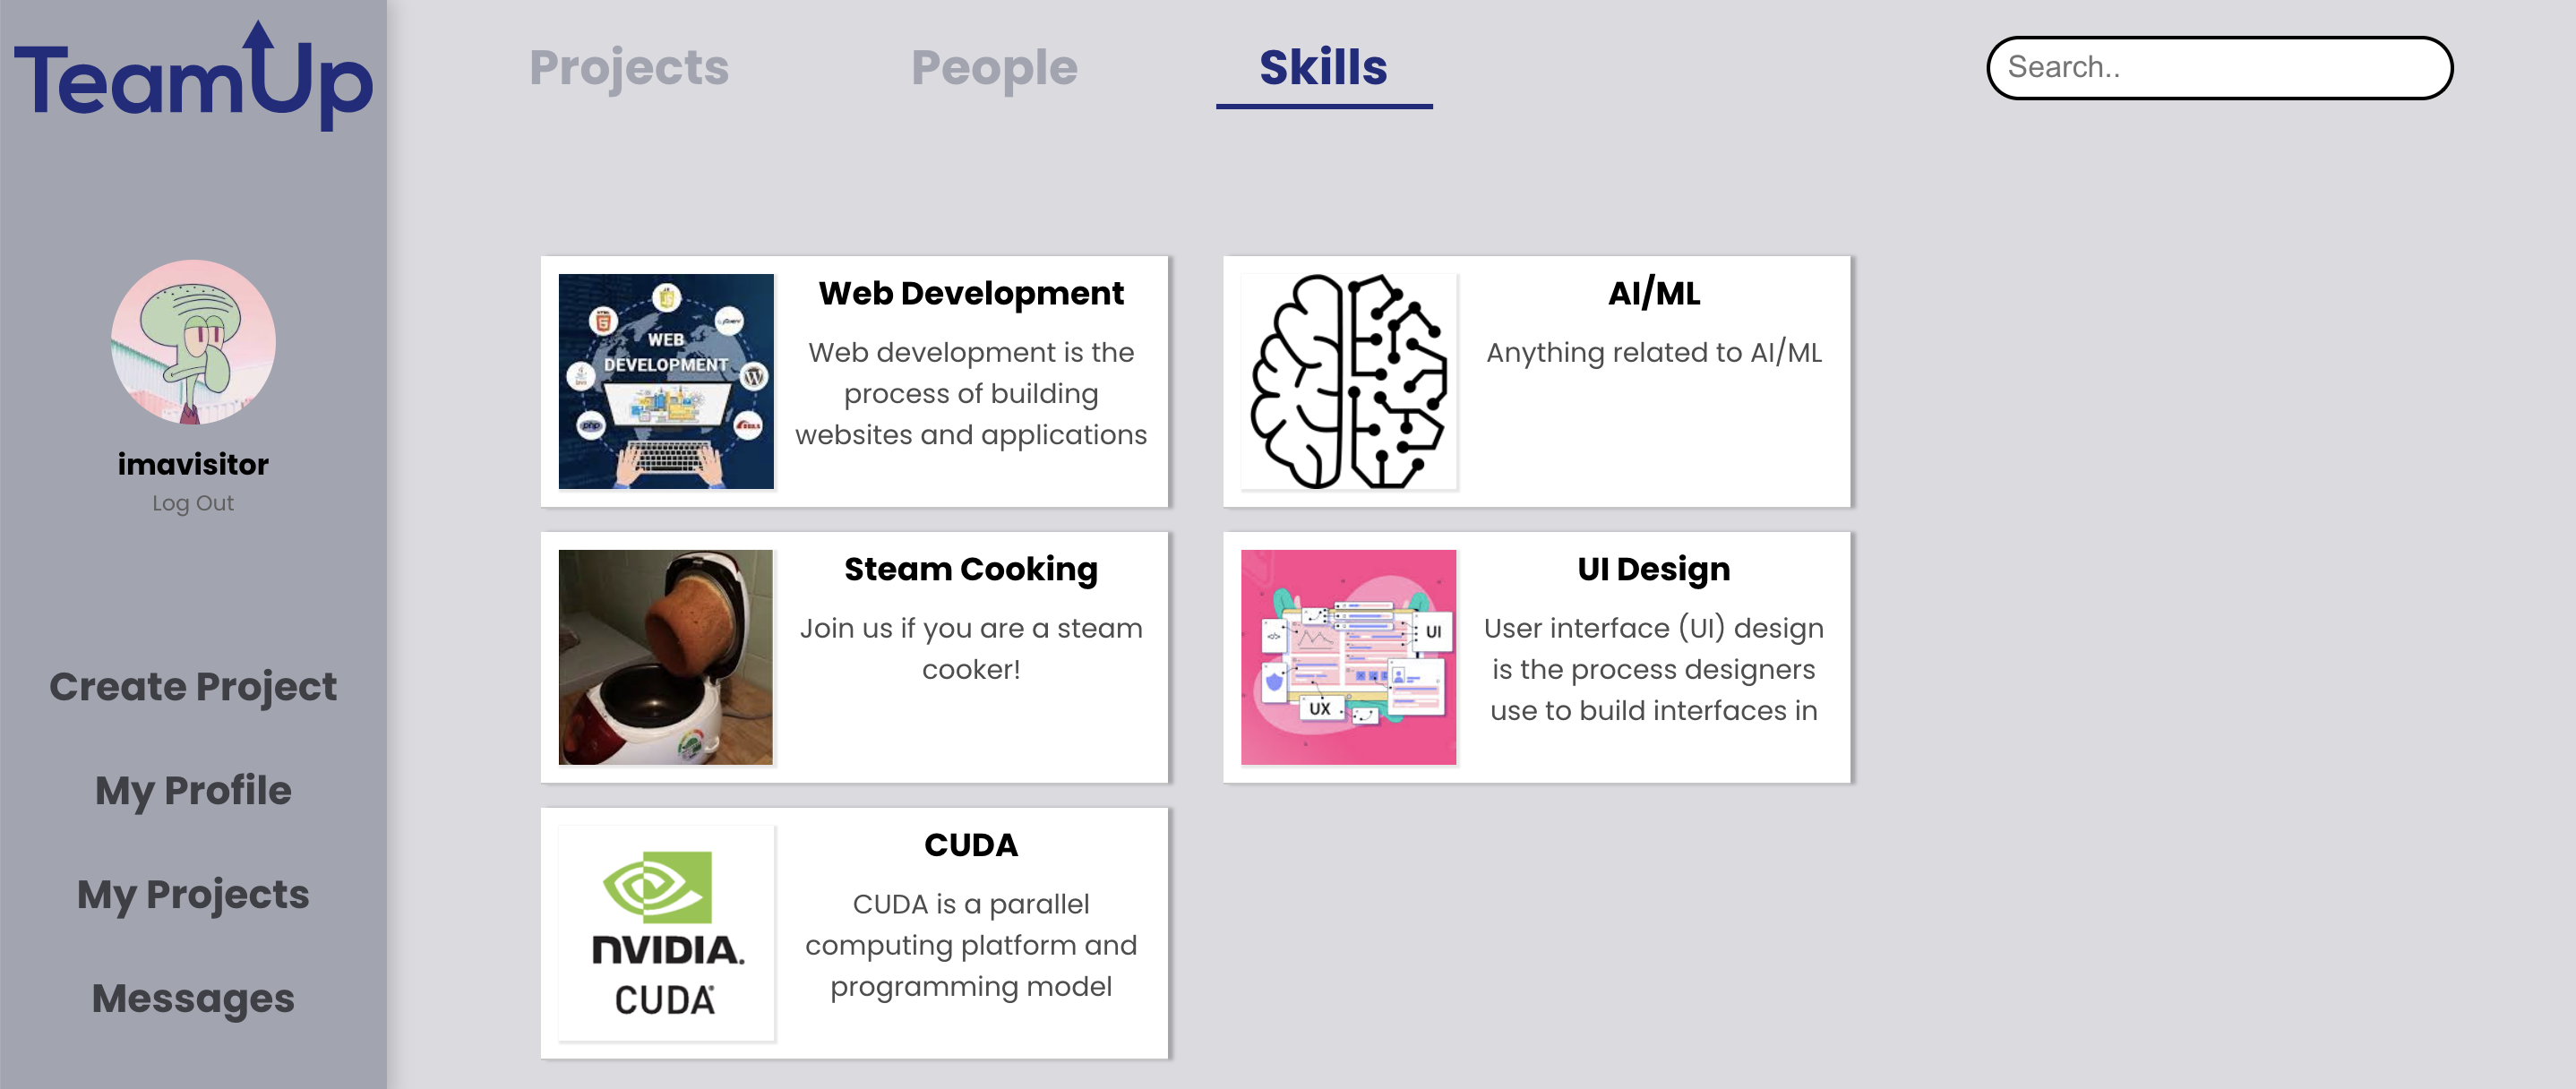 TeamUp
Projects
People
Skills
Search..
imavisitor
Log Out
Create Project
My Profile
My Projects
Messages
WEB
DEVELOPMENT
JS
php
Web Development
Web development is the
process of building
websites and applications
AI/ML
Anything related to AI/ML
Steam Cooking
Join us if you are a steam
cooker!
UI
UX
</>
UI Design
User interface (UI) design
is the process designers
use to build interfaces in
NVIDIA.
CUDA
CUDA
CUDA is a parallel
computing platform and
programming model